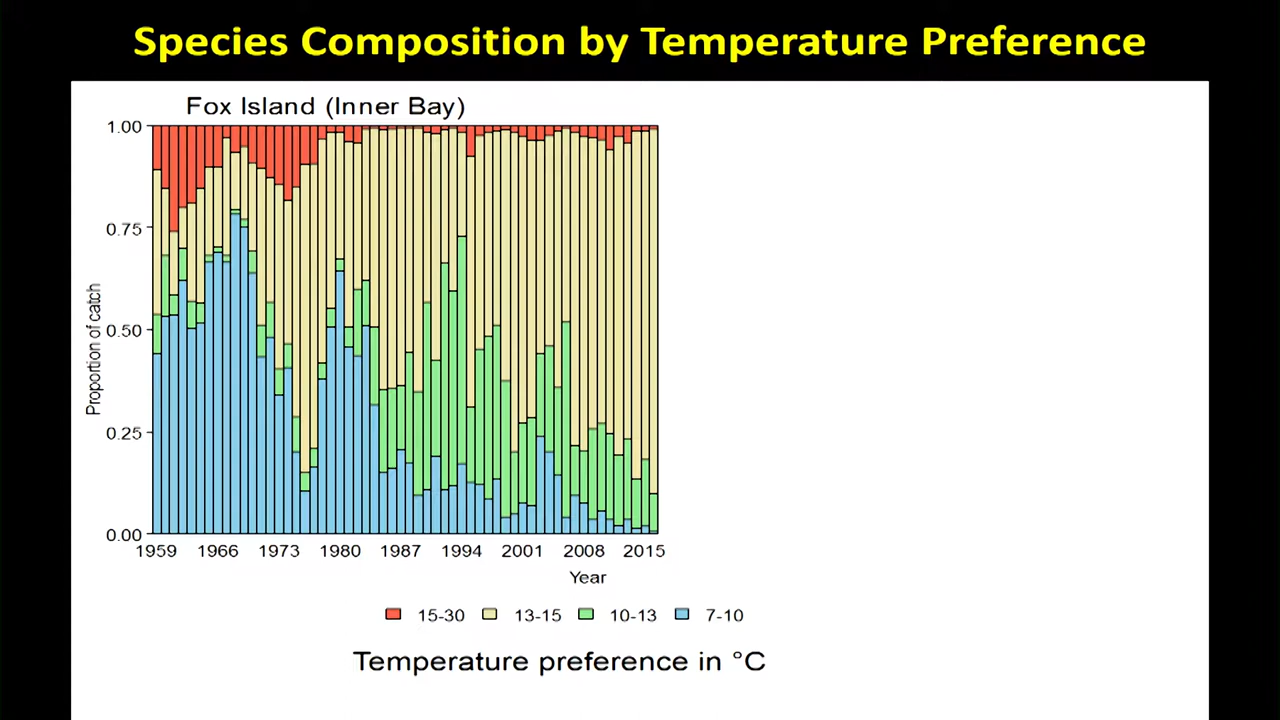 Species Composition by Temperature Preference
Fox Island (Inner Bay)
1.00
0.75
0.50
0.25
0.00
Proportion of catch
1959 1966 1973 1980 1987 1994 2001 2008 2015
Year
15-30 13-15 10-13 7-10
Temperature preference in °C